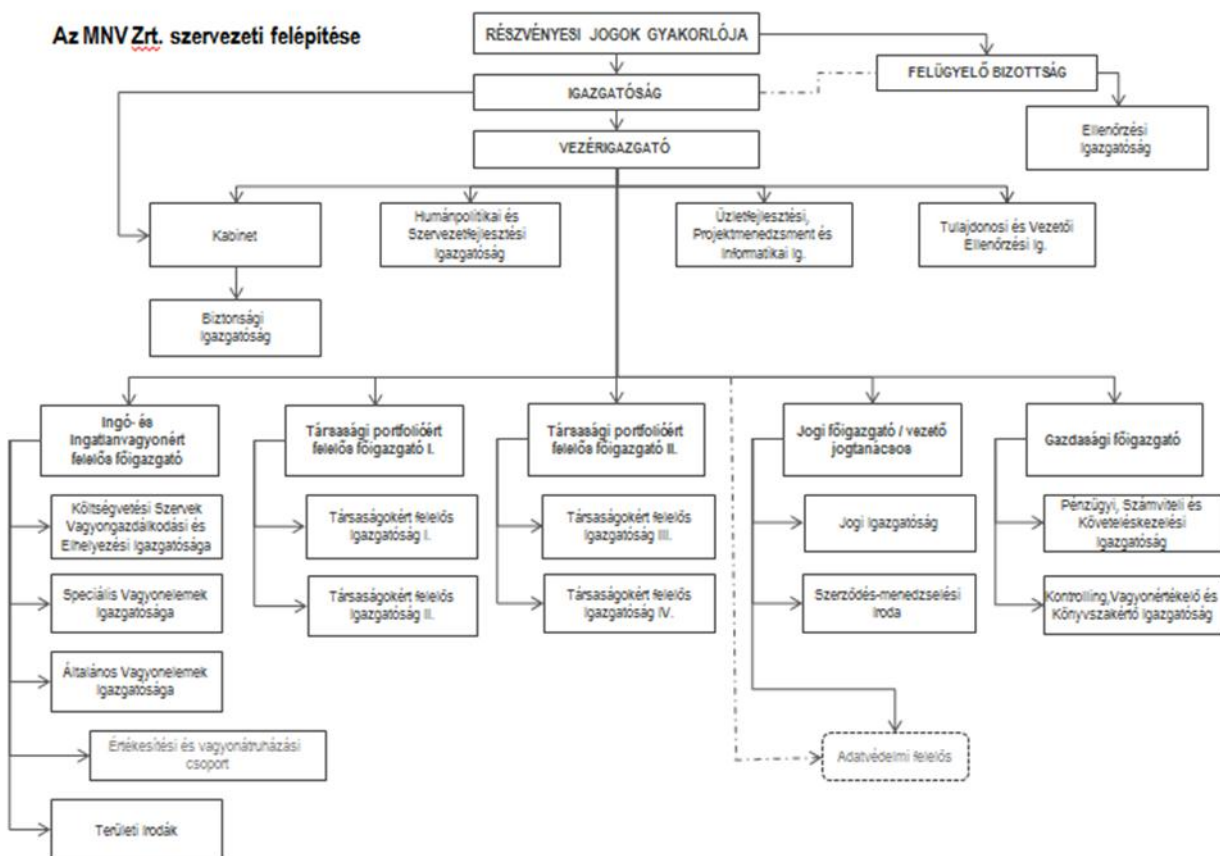 Az MNV Zrt. szervezeti felépítése
RÉSZVÉNYESI JOGOK GYAKORLÓJA
FELÜGYELŐ BIZOTTSÁG
IGAZGATÓSÁG
Ellenőrzési
Igazgatóság
VEZÉRIGAZGATÓ
Kabinet
Humánpolitikai és
Szervezetfejlesztési
Igazgatóság
Üzletfejlesztési,
Projektmenedzsment és
Informatikai Ig.
Tulajdonosi és Vezetői
Ellenőrzési Ig.
Biztonsági
Igazgatóság
Ingó- és
Ingatlanvagyonért
felelős főigazgató
Társasági portfolióért
felelős főigazgató I.
Társasági portfolióért
felelős főigazgató II.
Jogi főigazgató / vezető
jogtanácsos
Gazdasági főigazgató
Költségvetési Szervek
Vagyongazdálkodási és
Elhelyezési Igazgatósága
Társaságokért felelős
Igazgatóság I.
Társaságokért felelős
Igazgatóság III.
Jogi Igazgatóság
Pénzügyi, Számviteli és
Követeléskezelési
Igazgatóság
Speciális Vagyonelemek
Igazgatósága
Társaságokért felelős
Igazgatóság II.
Társaságokért felelős
Igazgatóság IV.
Szerződés-menedzselési
Iroda
Kontrolling,Vagyonértékelő és
Könyvszakértő Igazgatóság
Általános Vagyonelemek
Igazgatósága
Értékesítési és vagyonátruházási
csoport
Adatvédelmi felelős
Területi Irodák